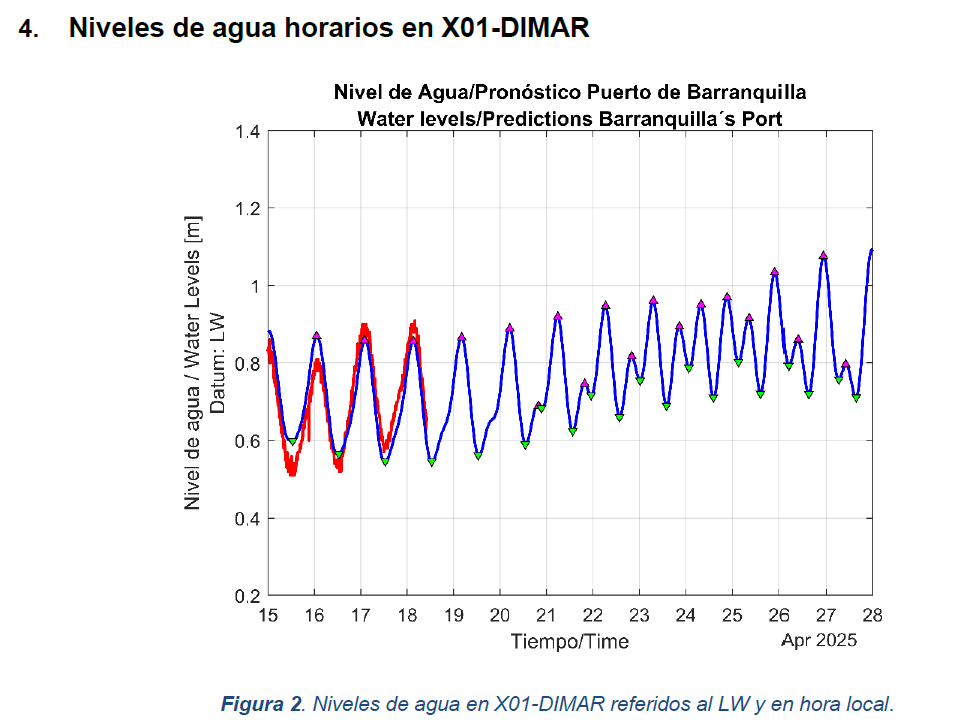 4. Niveles de agua horarios en X01-DIMAR
Nivel de Agua/Pronóstico Puerto de Barranquilla
Water levels/Predictions Barranquilla´s Port
Nivel de agua / Water Levels [m]
Datum: LW
1.4
1.2
1
0.8
0.6
0.4
0.2
15 16 17 18 19 20 21 22 23 24 25 26 27 28
Tiempo/Time
Apr 2025
Figura 2. Niveles de agua en X01-DIMAR referidos al LW y en hora local.